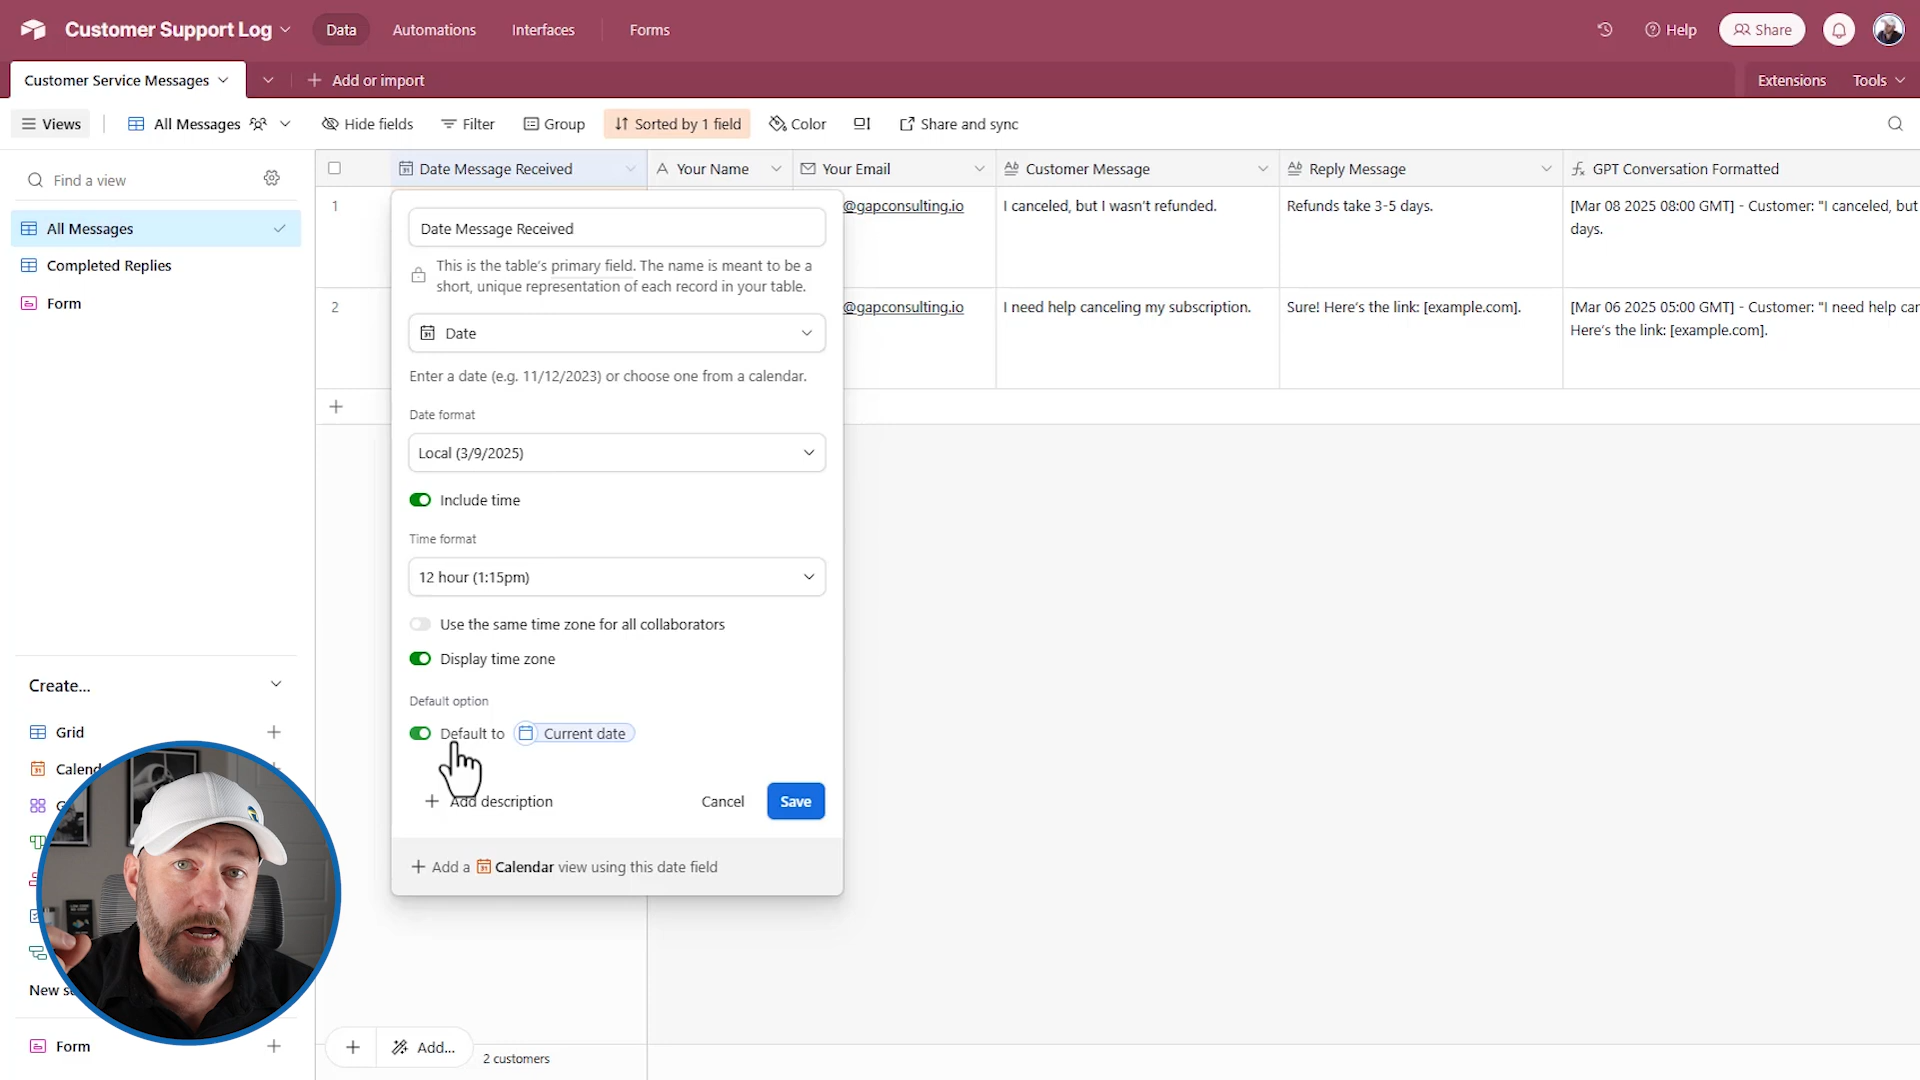 Customer Support Log
Data
Automations
Interfaces
Forms
Help
Share
Customer Service Messages
Add or import
Extensions
Tools
Views
All Messages
Hide fields
Filter
Group
Sorted by 1 field
Color
Share and sync
Find a view
All Messages
Completed Replies
Form
Create...
Grid
Calend
Form
Date Message Received
Your Name
Your Email
Customer Message
Reply Message
GPT Conversation Formatted
1
@gapconsulting.io
I canceled, but I wasn't refunded.
Refunds take 3-5 days.
[Mar 08 2025 08:00 GMT] - Customer: "I canceled, but
days.
2
@gapconsulting.io
I need help canceling my subscription.
Sure! Here's the link: [example.com].
[Mar 06 2025 05:00 GMT] - Customer: "I need help can
Here's the link: [example.com].
Date Message Received
This is the table's primary field. The name is meant to be a
short, unique representation of each record in your table.
Date
Enter a date (e.g. 11/12/2023) or choose one from a calendar.
Date format
Local (3/9/2025)
Include time
Time format
12 hour (1:15pm)
Use the same time zone for all collaborators
Display time zone
Default option
Default to
Current date
Add description
Cancel
Save
Add a Calendar view using this date field
Add...
2 customers